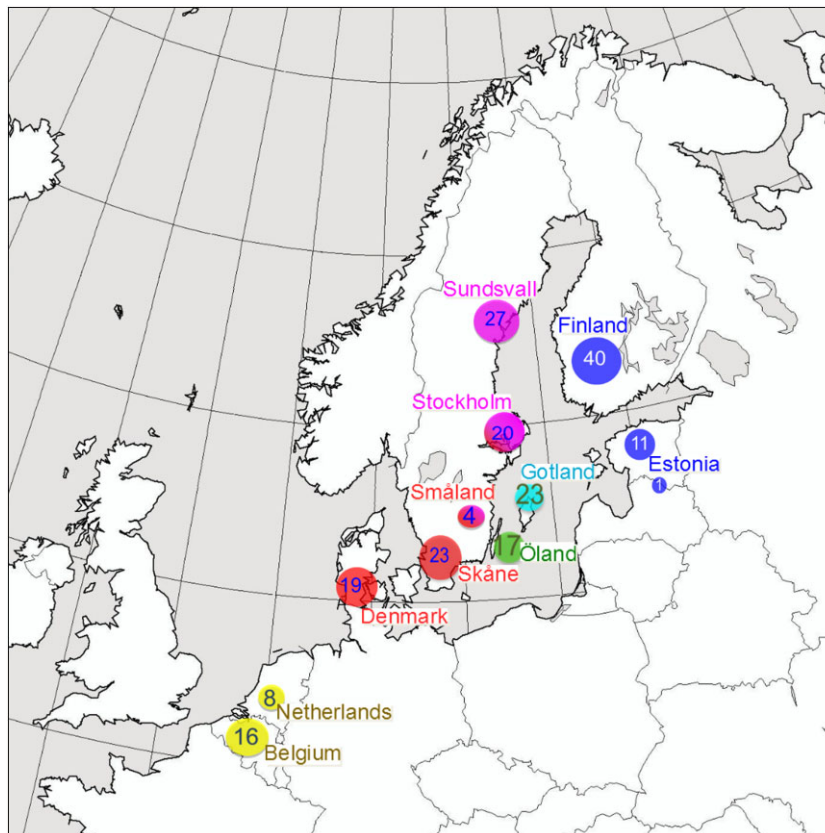 Sundsvall
27
Finland
40
Stockholm
20
11
Estonia
1
Gotland
23
Småland
4
17
Öland
23
Skåne
19
Denmark
8
Netherlands
16
Belgium